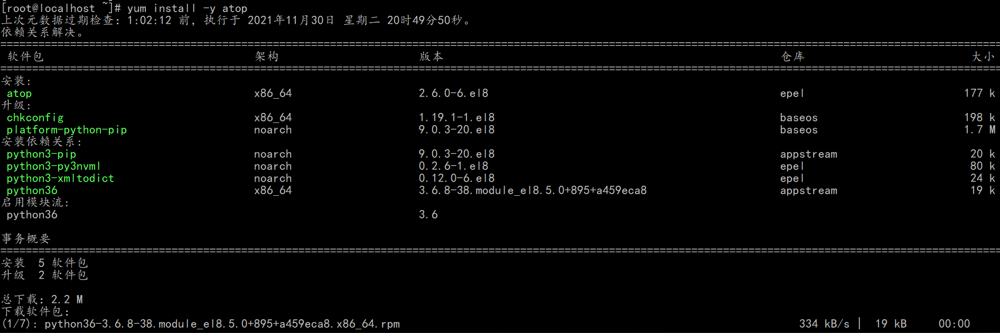 [root@localhost ~]# yum install -y atop
上次元数据过期检查：1:02:12 前，执行于 2021年11月30日 星期二 20时49分50秒。
依赖关系解决。
================================================================================
软件包 架构 版本 仓库 大小
================================================================================
安装:
atop x86_64 2.6.0-6.el8 epel 177 k
升级:
chkconfig x86_64 1.19.1-1.el8 baseos 198 k
platform-python-pip noarch 9.0.3-20.el8 baseos 1.7 M
安装依赖关系:
python3-pip noarch 9.0.3-20.el8 appstream 20 k
python3-py3nvml noarch 0.2.6-1.el8 epel 80 k
python3-xmltodict noarch 0.12.0-6.el8 epel 24 k
python36 x86_64 3.6.8-38.module_el8.5.0+895+a459eca8 appstream 19 k
启用模块流:
python36 3.6
事务概要
================================================================================
安装 5 软件包
升级 2 软件包
总下载：2.2 M
下载软件包：
(1/7): python36-3.6.8-38.module_el8.5.0+895+a459eca8.x86_64.rpm 334 kB/s | 19 kB 00:00